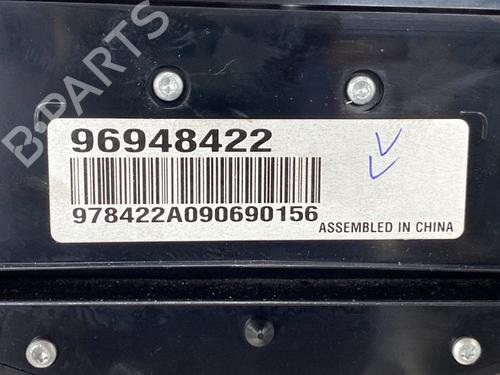 B-PARTS
96948422
978422A090690156
ASSEMBLED IN CHINA